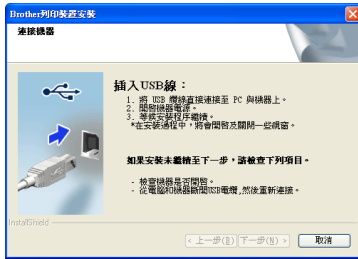 Brother列印裝置安裝
連接機器
插入USB線：
1. 將 USB 纜線直接連接至 PC 與機器上。
2. 開啟機器電源。
3. 等候安裝程序繼續。
*在安裝過程中，將會開啟及關閉一些視窗。
如果安裝未繼續至下一步，請檢查下列項目。
- 檢查機器是否開啟。
- 從電腦和機器斷開USB電纜,然後重新連接。
InstallShield
< 上一步(B) 下一步(N) > 取消